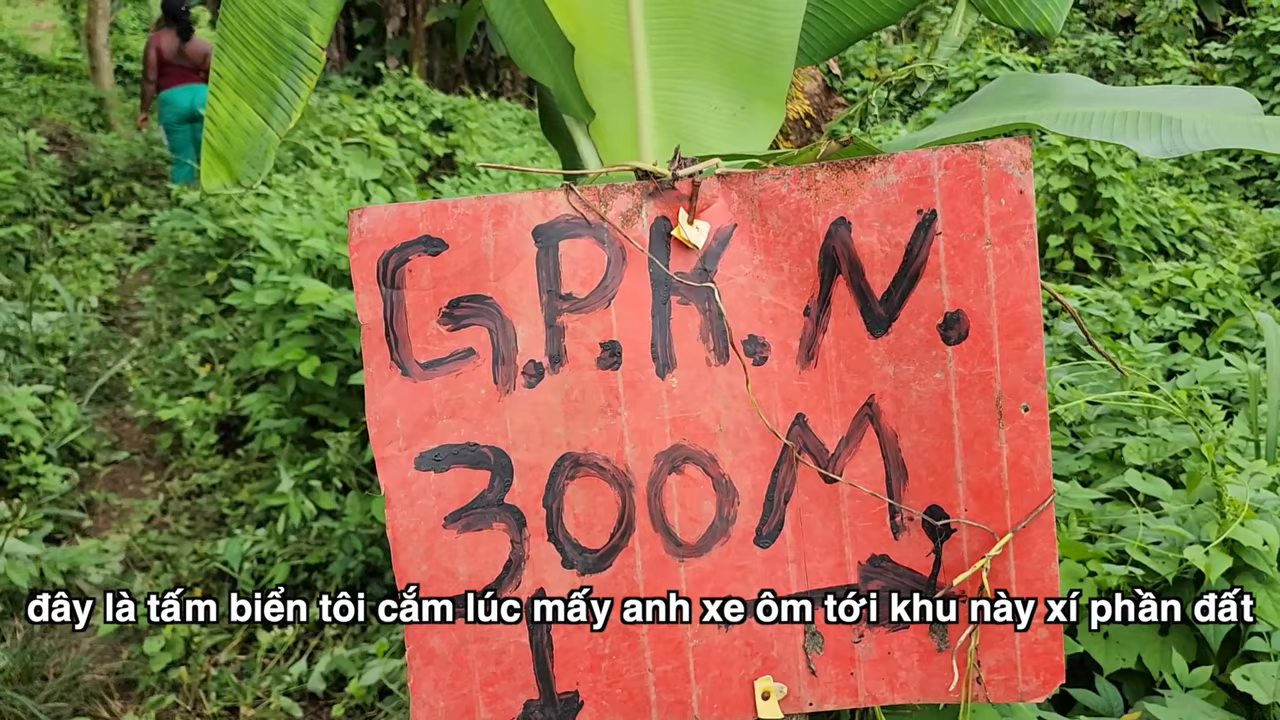 G.P.K.N.
300M.
đây là tấm biển tôi cắm lúc mấy anh xe ôm tới khu này xí phần đất